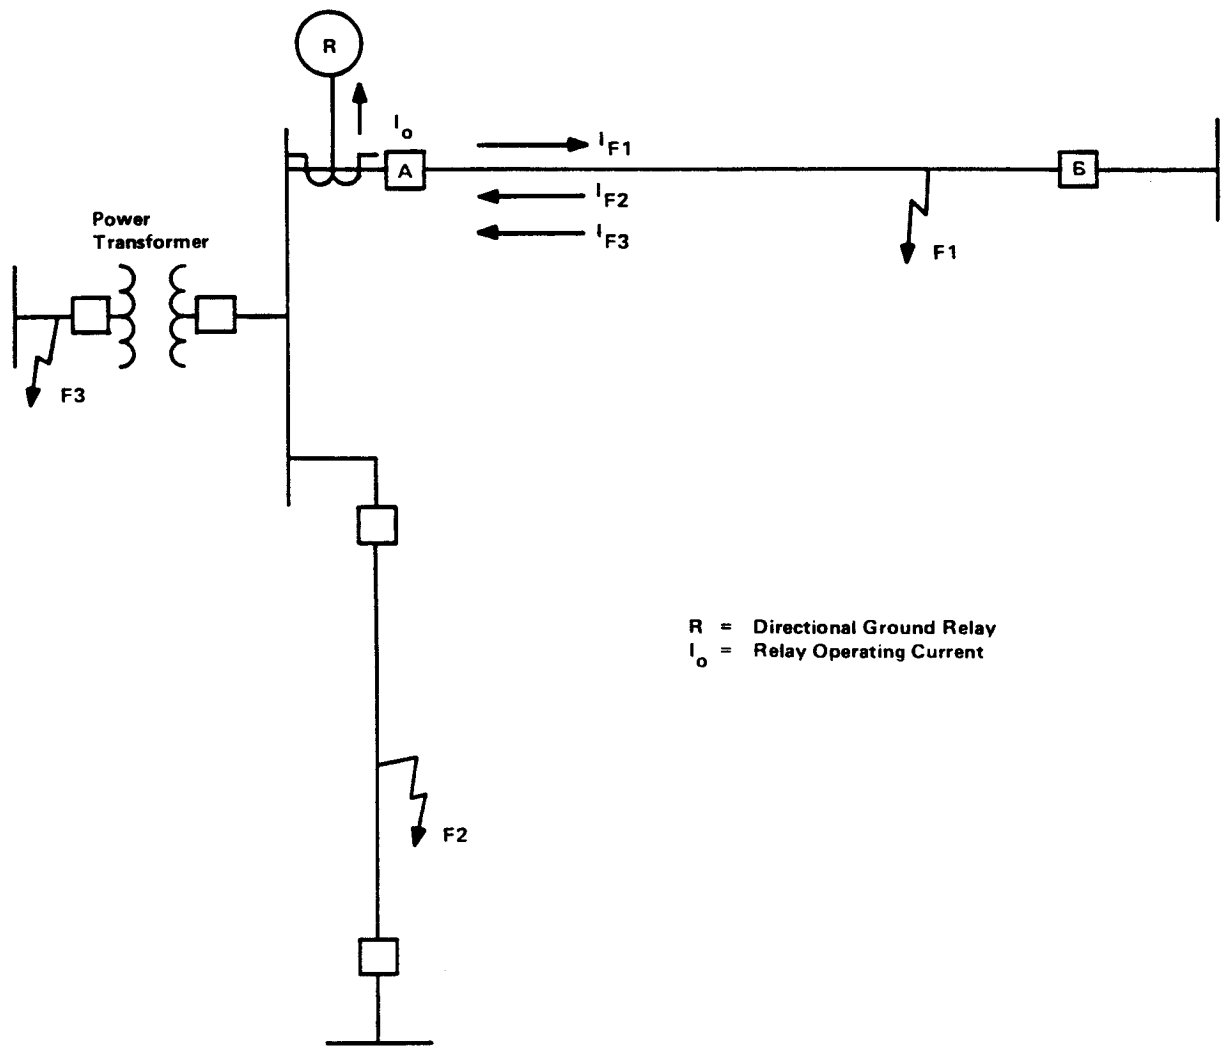 R
I o
I F1
A
Б
I F2
I F3
F1
Power
Transformer
F3
R = Directional Ground Relay
I o = Relay Operating Current
F2